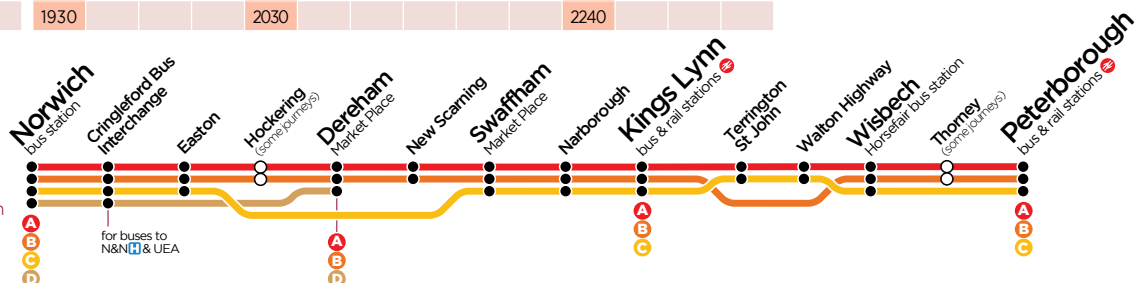 1930 2030 2240
Norwich
bus station
Cringleford Bus
Interchange
Easton
Hockering
(some journeys)
Dereham
Market Place
New Scarning
Swaffham
Market Place
Narborough
Kings Lynn
bus & rail stations
Terrington
St John
Walton Highway
Wisbech
Horsefair bus station
Thorney
(some journeys)
Peterborough
bus & rail stations
A
B
C
D
for buses to
N&N H & UEA
A
B
D
A
B
C
A
B
C